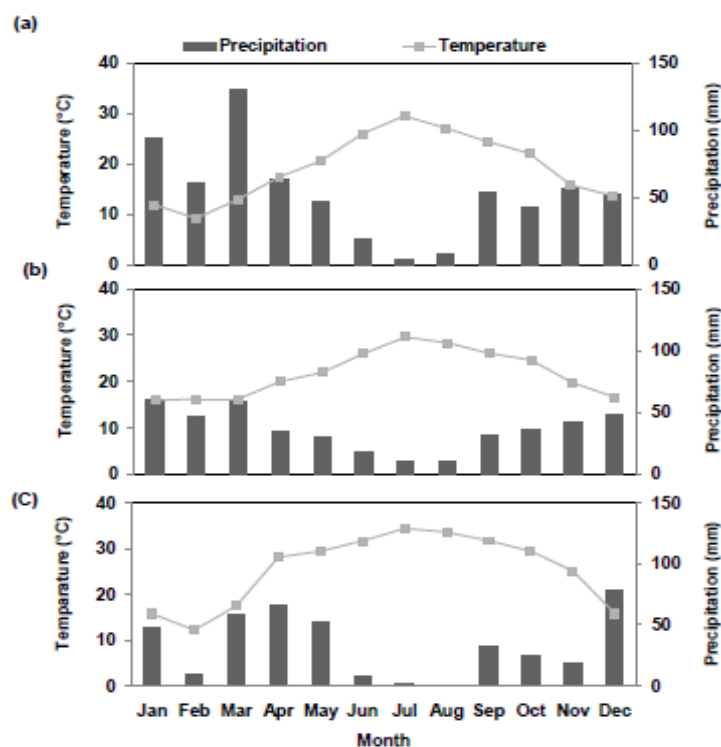 (a)
Precipitation Temperature
40 150
30
100
20
50
10
0 0
Temperature (°C)
Precipitation (mm)
(b)
40 150
30
100
20
50
10
0 0
Temperature (°C)
Precipitation (mm)
(C)
40 150
30
100
20
50
10
0 0
Temparature (°C)
Precipitation (mm)
Jan Feb Mar Apr May Jun Jul Aug Sep Oct Nov Dec
Month